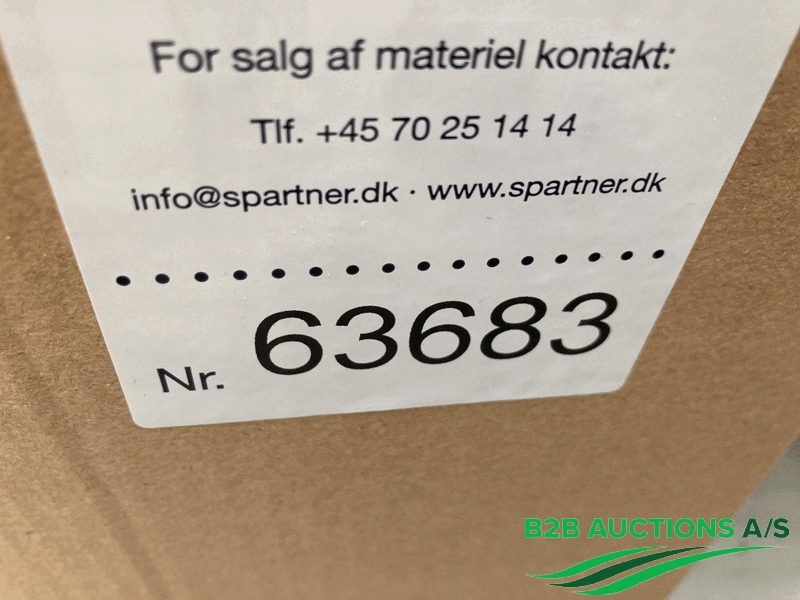 For salg af materiel kontakt:
Tlf. +45 70 25 14 14
info@spartner.dk · www.spartner.dk
Nr. 63683
B2B AUCTIONS A/S